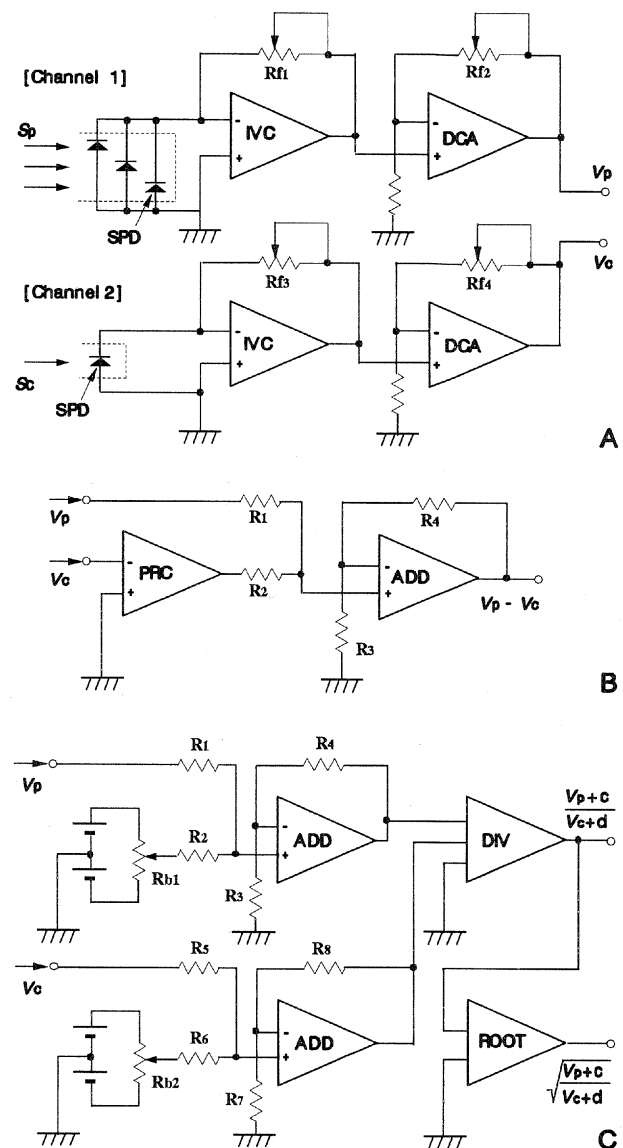 [Channel 1]
Rf1
Rf2
Sp
-
IVC
+
-
DCA
+
SPD
Vp
[Channel 2]
Rf3
Rf4
Vc
-
IVC
+
-
DCA
+
Sc
SPD
A
Vp
R1
R4
Vc
-
PRC
+
R2
-
ADD
+
Vp - Vc
R3
B
R1
R4
Vp
-
ADD
+
R2
Rb1
R3
DIV
Vp+c
Vc+d
R5
R8
Vc
-
ADD
+
R6
Rb2
R7
ROOT
√
Vp+c
Vc+d
C